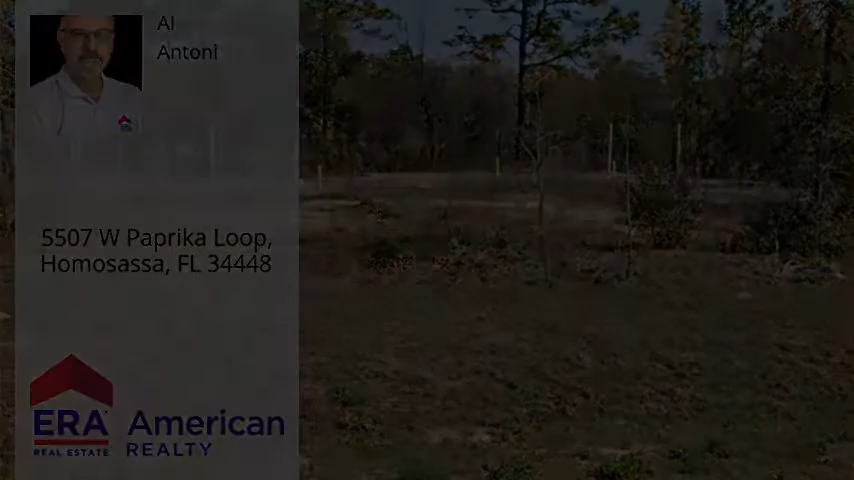 Al
Antoni
5507 W Paprika Loop,
Homosassa, FL 34448
ERA American
REAL ESTATE REALTY